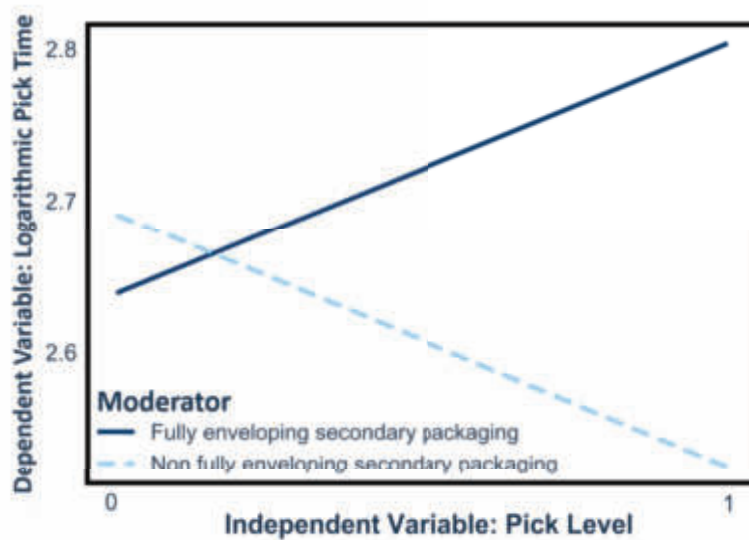 Dependent Variable: Logarithmic Pick Time
2.8
2.7
2.6
Moderator
Fully enveloping secondary packaging
Non fully enveloping secondary packaging
0
1
Independent Variable: Pick Level